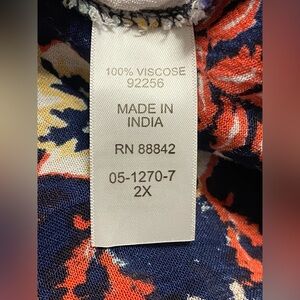 100% VISCOSE
92256
MADE IN
INDIA
RN 88842
05-1270-7
2X